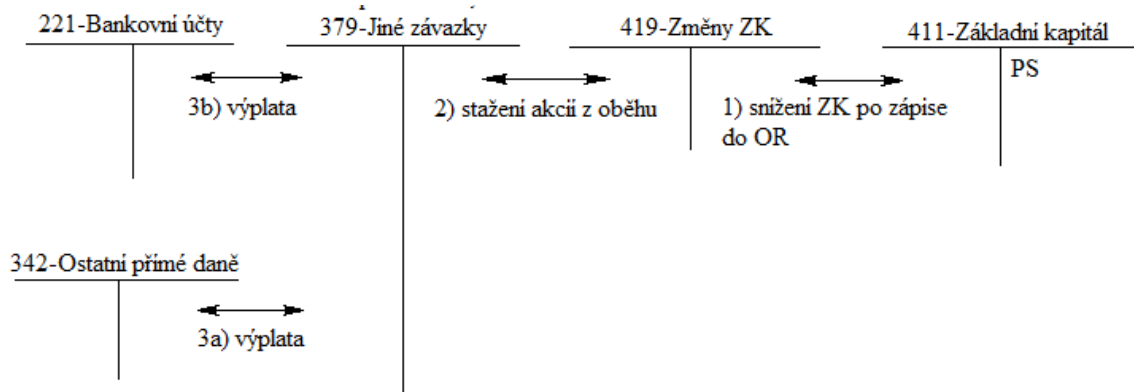 221-Bankovní účty
379-Jiné závazky
419-Změny ZK
411-Základní kapitál
PS
3b) výplata
2) stažení akcií z oběhu
1) snížení ZK po zápise
do OR
342-Ostatní přímé daně
3a) výplata